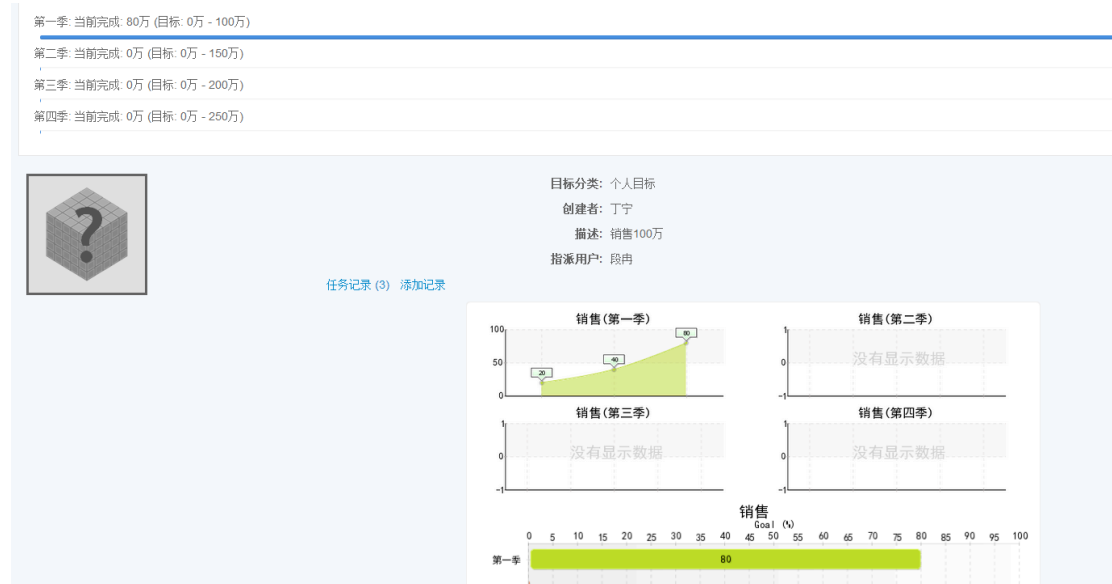 第一季: 当前完成: 80万 (目标: 0万 - 100万)
第二季: 当前完成: 0万 (目标: 0万 - 150万)
第三季: 当前完成: 0万 (目标: 0万 - 200万)
第四季: 当前完成: 0万 (目标: 0万 - 250万)
?
目标分类: 个人目标
创建者: 丁宁
描述: 销售100万
指派用户: 段冉
任务记录 (3) 添加记录
销售(第一季)
100
50
0
20
40
80
销售(第二季)
1
0
-1
没有显示数据
销售(第三季)
1
0
-1
没有显示数据
销售(第四季)
1
0
-1
没有显示数据
销售
Goal (%)
0 5 10 15 20 25 30 35 40 45 50 55 60 65 70 75 80 85 90 95 100
第一季 80